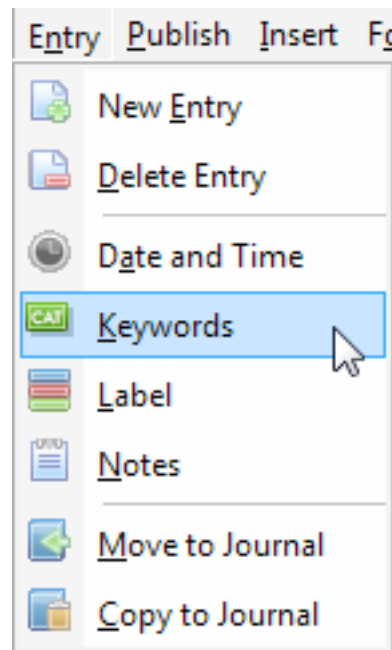 Entry Publish Insert Fo
New Entry
Delete Entry
Date and Time
CAT
Keywords
Label
Notes
Move to Journal
Copy to Journal